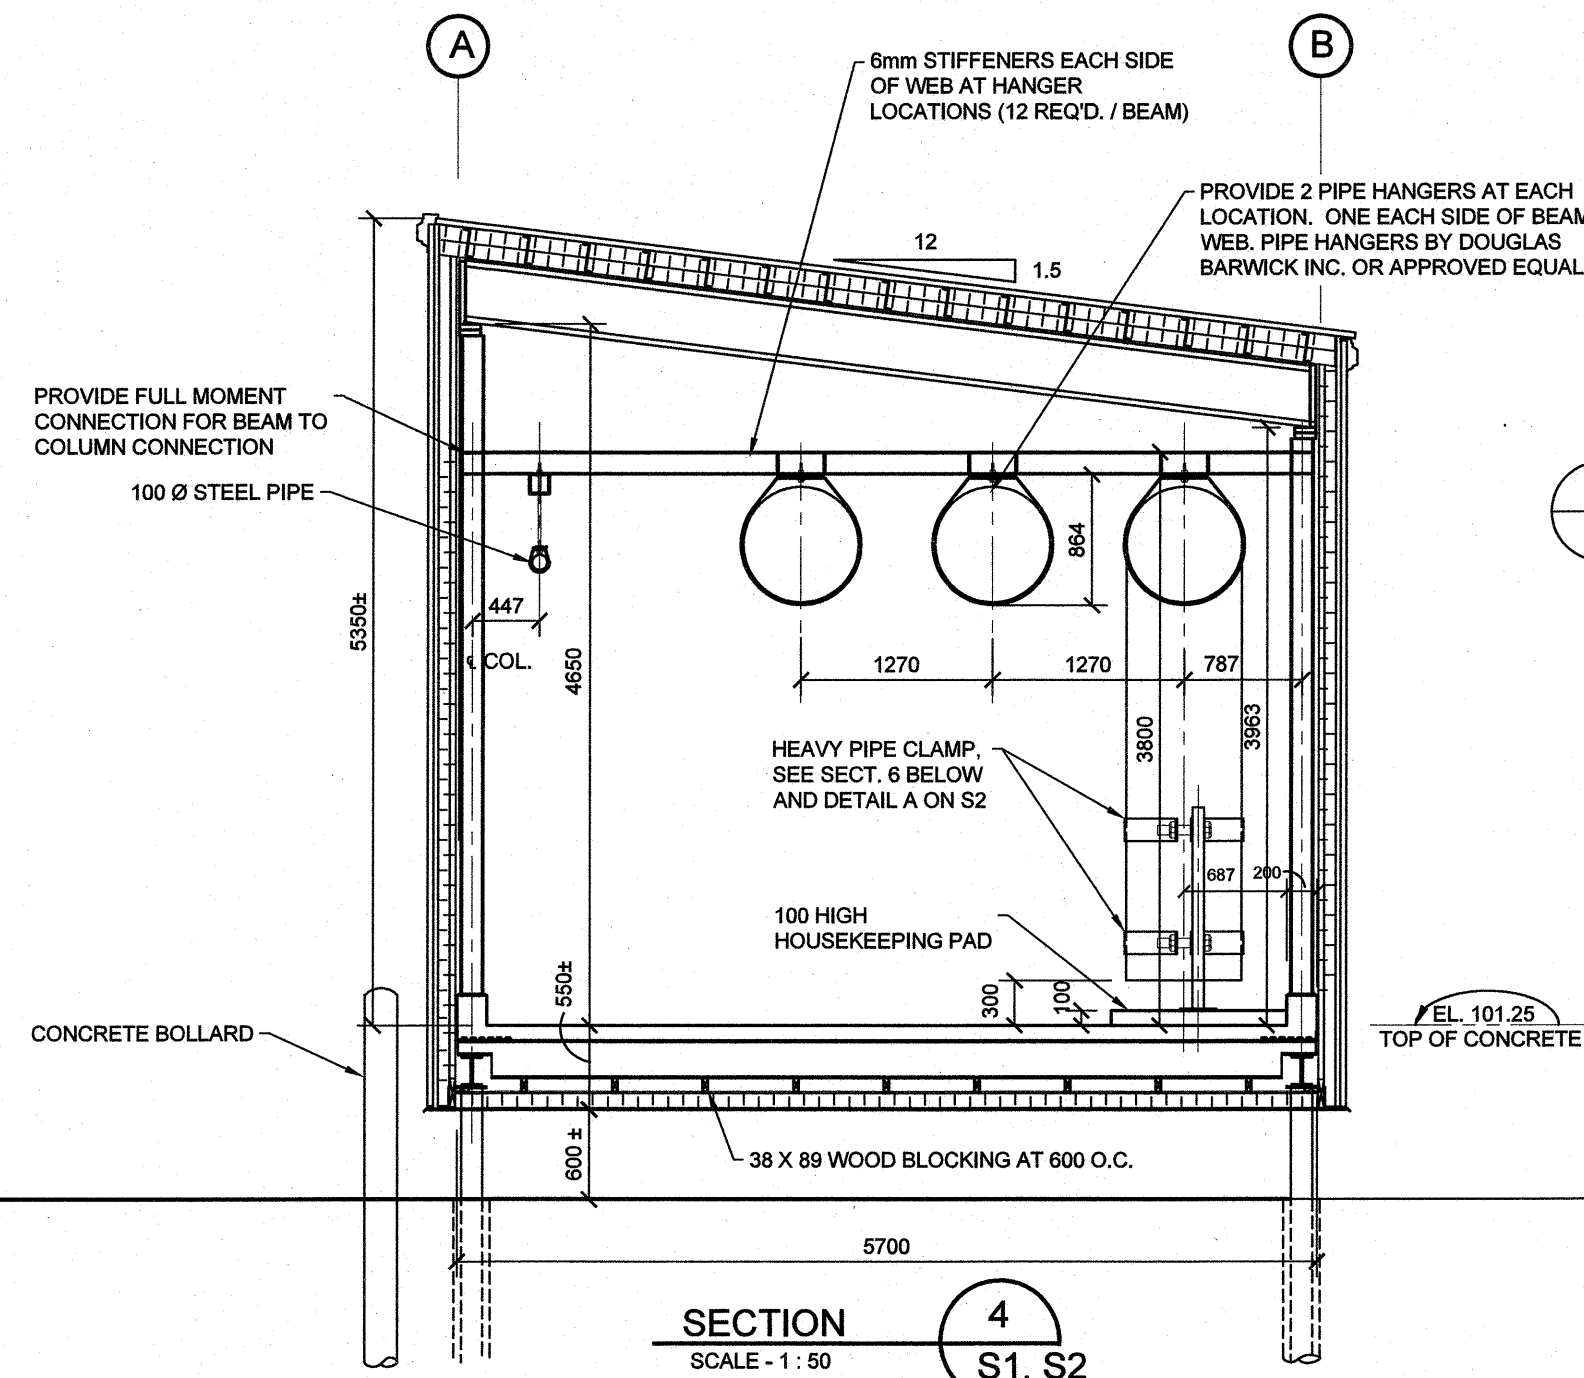 A
B
6mm STIFFENERS EACH SIDE
OF WEB AT HANGER
LOCATIONS (12 REQ'D. / BEAM)
PROVIDE 2 PIPE HANGERS AT EACH
LOCATION. ONE EACH SIDE OF BEAM
WEB. PIPE HANGERS BY DOUGLAS
BARWICK INC. OR APPROVED EQUAL
12
1.5
PROVIDE FULL MOMENT
CONNECTION FOR BEAM TO
COLUMN CONNECTION
100 Ø STEEL PIPE
864
447
5350±
℄ COL.
4650
1270
1270
787
3800
3963
HEAVY PIPE CLAMP,
SEE SECT. 6 BELOW
AND DETAIL A ON S2
687
200
100 HIGH
HOUSEKEEPING PAD
550±
300
100
EL. 101.25
TOP OF CONCRETE
CONCRETE BOLLARD
600 ±
38 X 89 WOOD BLOCKING AT 600 O.C.
5700
SECTION
SCALE - 1 : 50
4
S1, S2